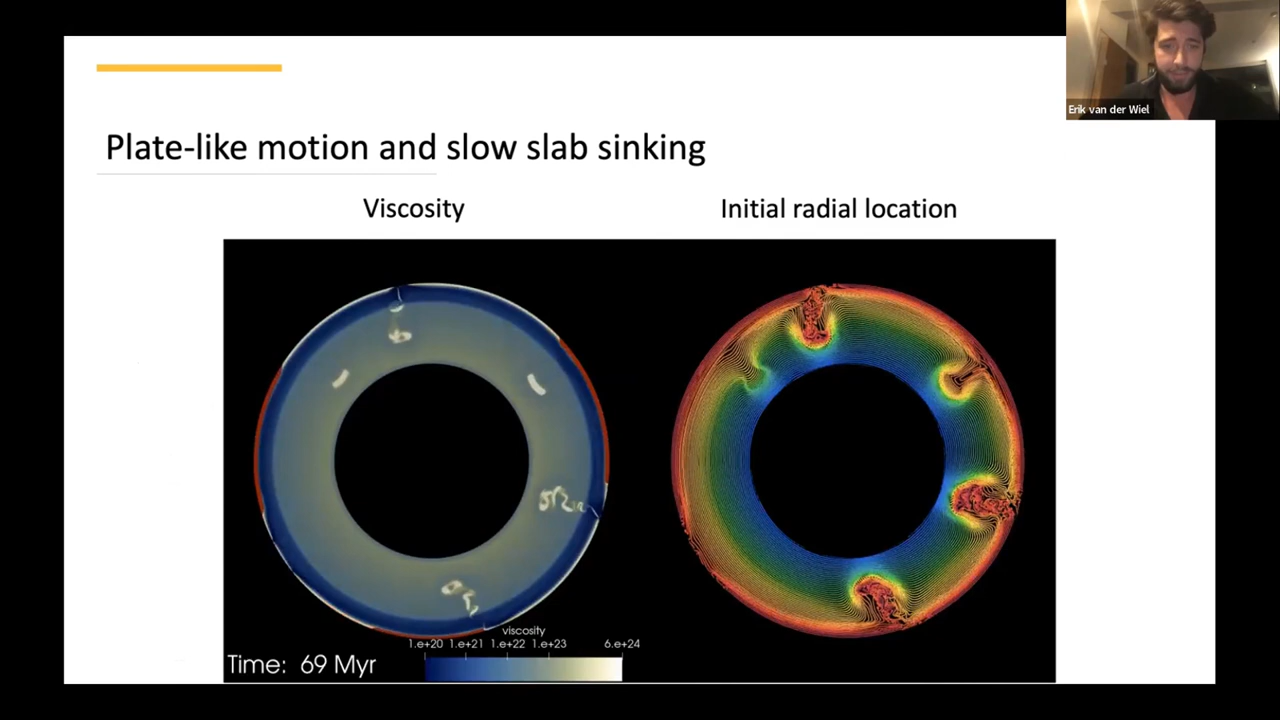 Erik van der Wiel
Plate-like motion and slow slab sinking
Viscosity
Initial radial location
viscosity
1.e+20 1.e+21 1.e+22 1.e+23 6.e+24
Time: 69 Myr